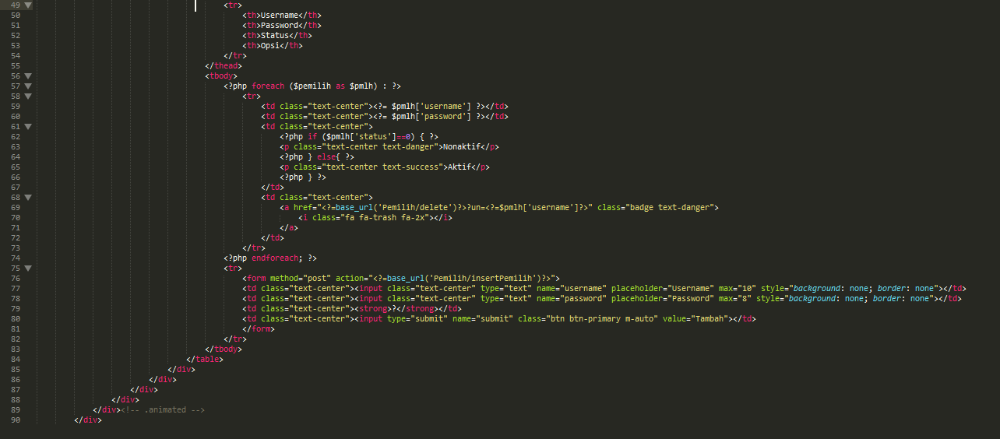 49 <tr>
50 <th>Username</th>
51 <th>Password</th>
52 <th>Status</th>
53 <th>Opsi</th>
54 </tr>
55 </thead>
56 <tbody>
57 <?php foreach ($pemilih as $pmlh) : ?>
58 <tr>
59 <td class="text-center"><?= $pmlh['username'] ?></td>
60 <td class="text-center"><?= $pmlh['password'] ?></td>
61 <td class="text-center">
62 <?php if ($pmlh['status']==0) { ?>
63 <p class="text-center text-danger">Nonaktif</p>
64 <?php } else{ ?>
65 <p class="text-center text-success">Aktif</p>
66 <?php } ?>
67 </td>
68 <td class="text-center">
69 <a href="<?=base_url('Pemilih/delete')?>?un=<?=$pmlh['username']?>" class="badge text-danger">
70 <i class="fa fa-trash fa-2x"></i>
71 </a>
72 </td>
73 </tr>
74 <?php endforeach; ?>
75 <tr>
76 <form method="post" action="<?=base_url('Pemilih/insertPemilih')?>">
77 <td class="text-center"><input class="text-center" type="text" name="username" placeholder="Username" max="10" style="background: none; border: none"></td>
78 <td class="text-center"><input class="text-center" type="text" name="password" placeholder="Password" max="8" style="background: none; border: none"></td>
79 <td class="text-center"><strong>?</strong></td>
80 <td class="text-center"><input type="submit" name="submit" class="btn btn-primary m-auto" value="Tambah"></td>
81 </form>
82 </tr>
83 </tbody>
84 </table>
85 </div>
86 </div>
87 </div>
88 </div>
89 </div><!-- .animated -->
90 </div>